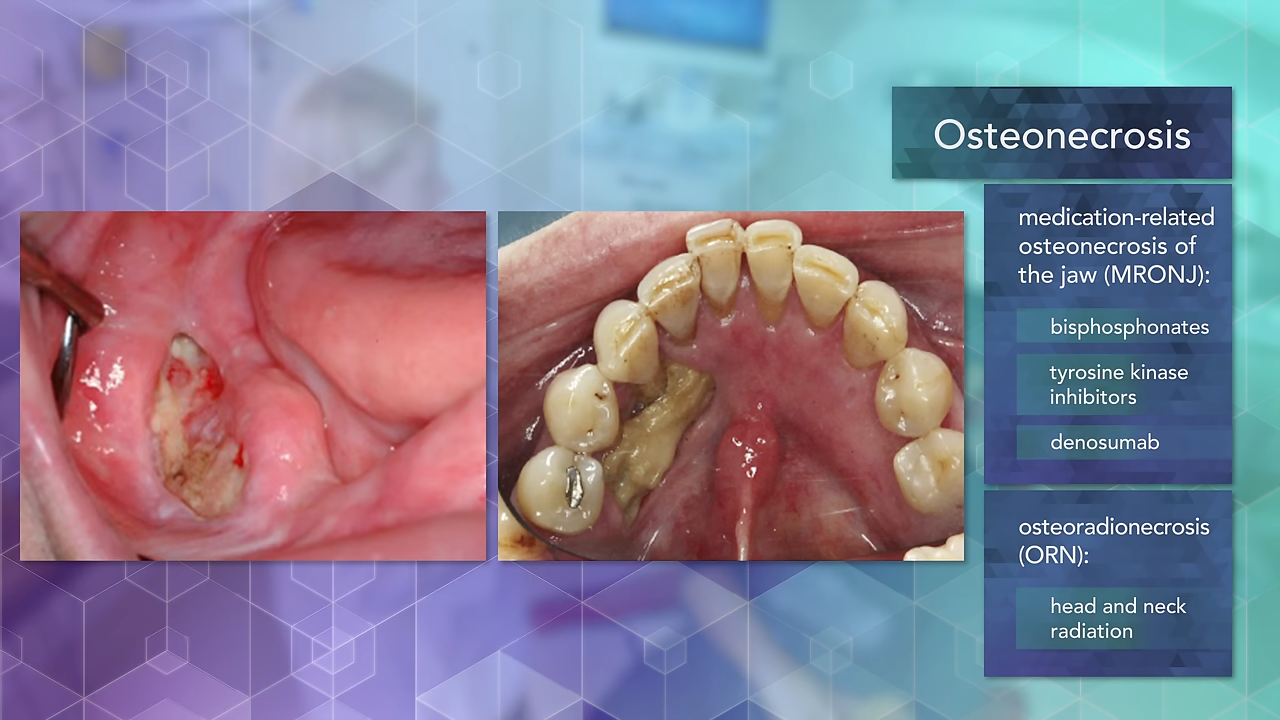 Osteonecrosis
medication-related
osteonecrosis of
the jaw (MRONJ):
bisphosphonates
tyrosine kinase
inhibitors
denosumab
osteoradionecrosis
(ORN):
head and neck
radiation